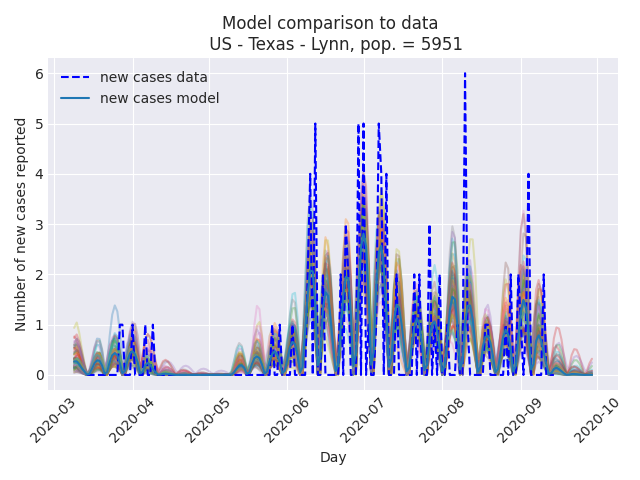 Model comparison to data
US - Texas - Lynn, pop. = 5951
new cases data
new cases model
Number of new cases reported
6
5
4
3
2
1
0
2020-03
2020-04
2020-05
2020-06
2020-07
2020-08
2020-09
2020-10
Day